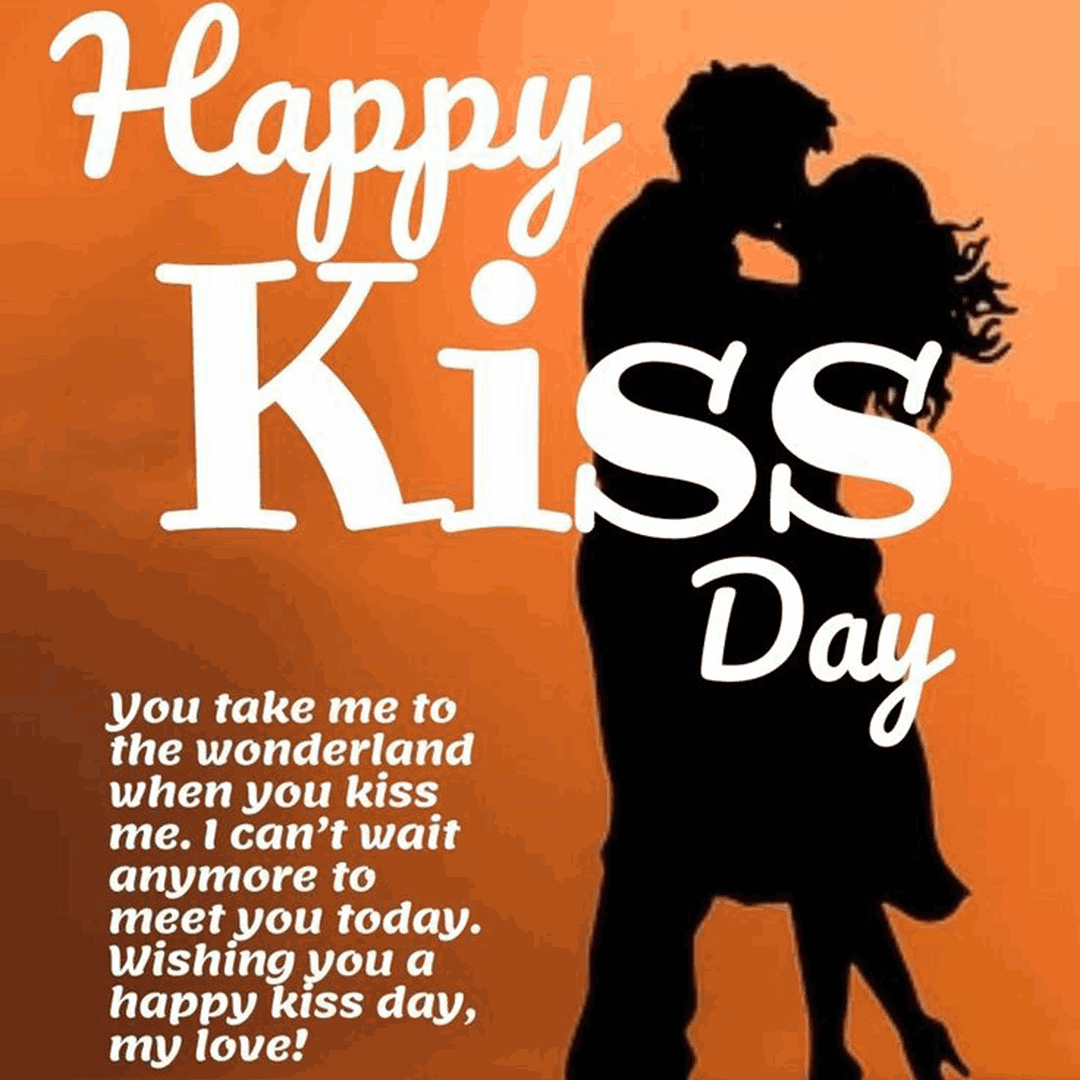 Happy
Kiss
Day
You take me to
the wonderland
when you kiss
me. I can't wait
anymore to
meet you today.
Wishing you a
happy kiss day,
my love!